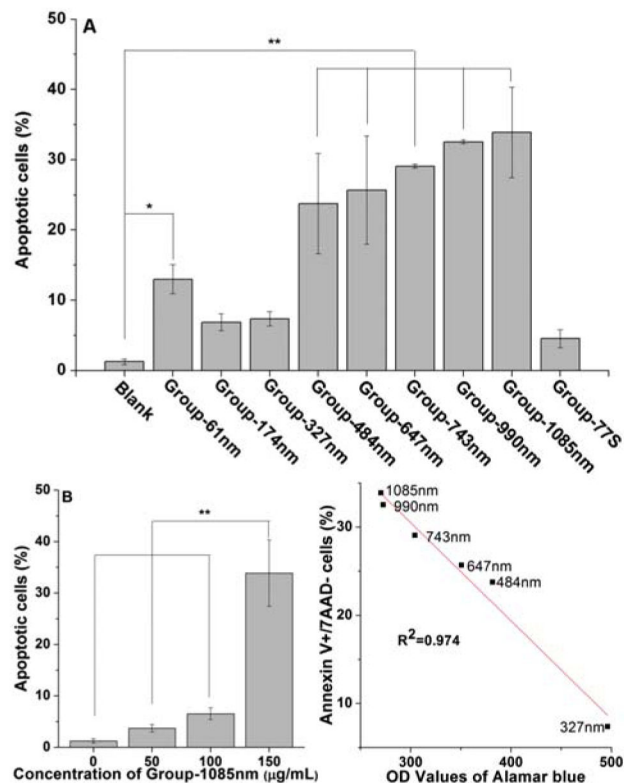 A
50
40
30
20
10
0
Apoptotic cells (%)
**
*
Blank
Group-61nm
Group-174nm
Group-327nm
Group-484nm
Group-647nm
Group-743nm
Group-990nm
Group-1085nm
Group-77S
B
50
40
30
20
10
0
Apoptotic cells (%)
**
0 50 100 150
Concentration of Group-1085nm (μg/mL)
Annexin V+/7AAD- cells (%)
30
20
10
1085nm
990nm
743nm
647nm
484nm
R²=0.974
327nm
300 400 500
OD Values of Alamar blue